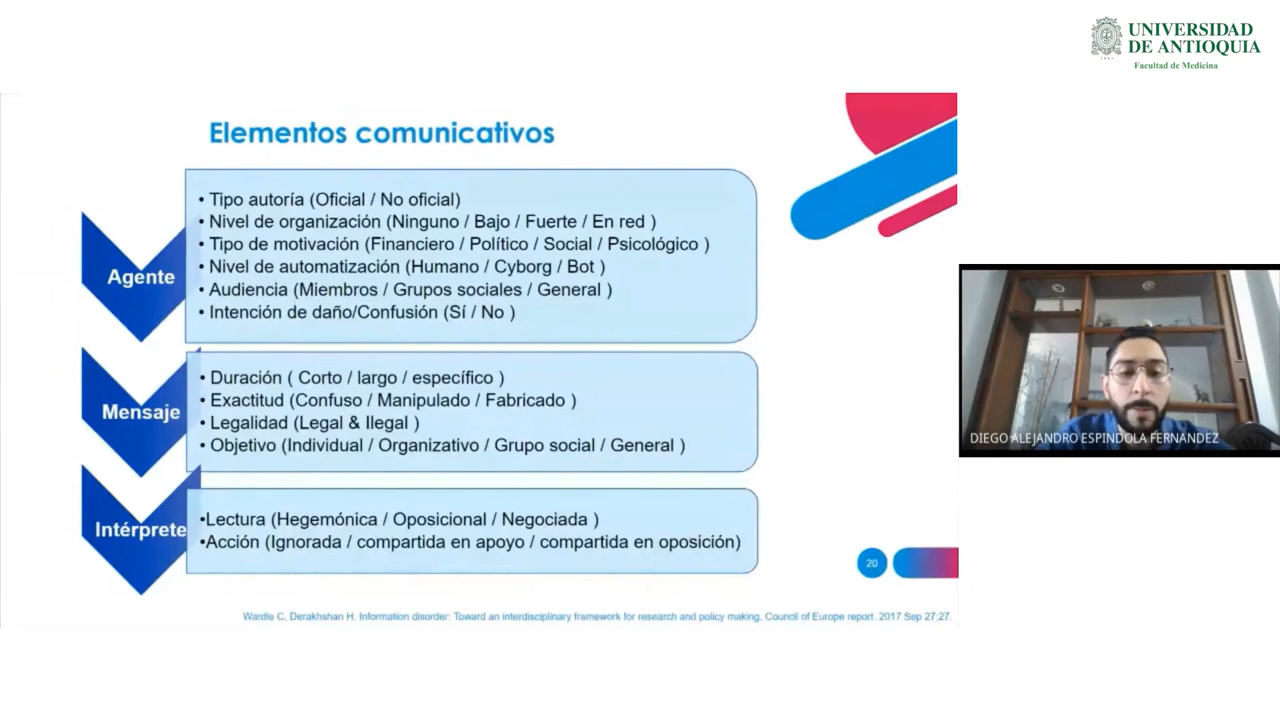 UNIVERSIDAD
DE ANTIOQUIA
Facultad de Medicina
Elementos comunicativos
Agente
• Tipo autoría (Oficial / No oficial)
• Nivel de organización (Ninguno / Bajo / Fuerte / En red )
• Tipo de motivación (Financiero / Político / Social / Psicológico )
• Nivel de automatización (Humano / Cyborg / Bot )
• Audiencia (Miembros / Grupos sociales / General )
• Intención de daño/Confusión (Sí / No )
Mensaje
• Duración ( Corto / largo / específico )
• Exactitud (Confuso / Manipulado / Fabricado )
• Legalidad (Legal & Ilegal )
• Objetivo (Individual / Organizativo / Grupo social / General )
Intérprete
•Lectura (Hegemónica / Oposicional / Negociada )
•Acción (Ignorada / compartida en apoyo / compartida en oposición)
20
Wardle C, Derakhshan H. Information disorder: Toward an interdisciplinary framework for research and policy making. Council of Europe report. 2017 Sep 27;27.
DIEGO ALEJANDRO ESPINDOLA FERNANDEZ